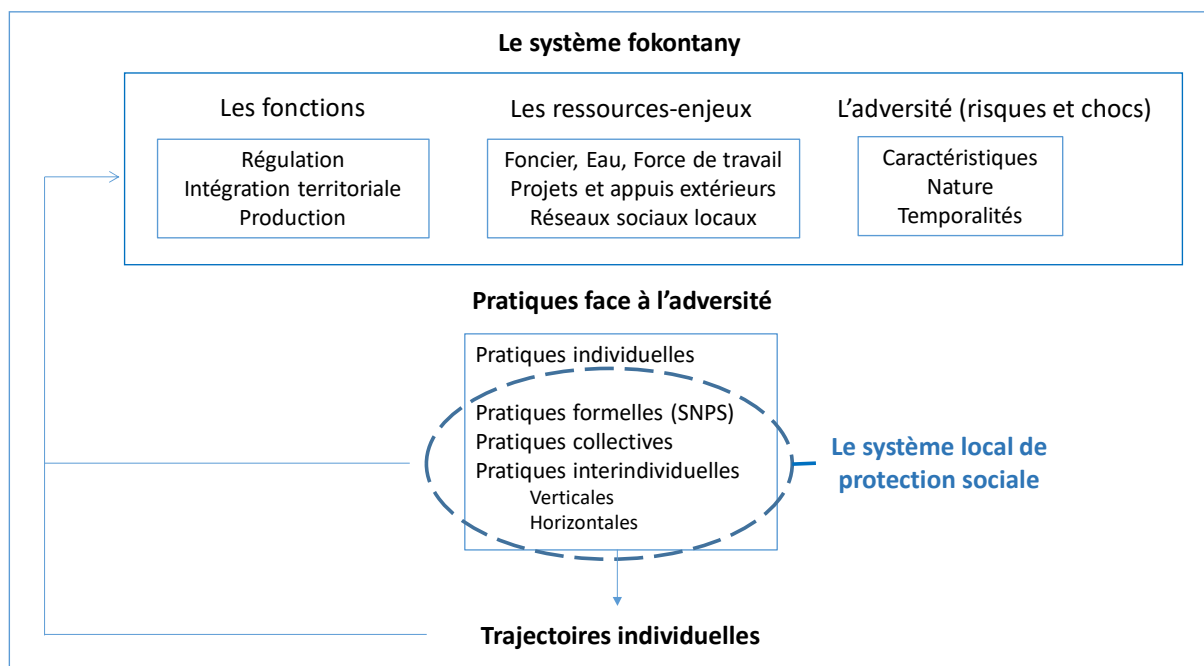 Le système fokontany
Les fonctions
Régulation
Intégration territoriale
Production
Les ressources-enjeux
Foncier, Eau, Force de travail
Projets et appuis extérieurs
Réseaux sociaux locaux
L'adversité (risques et chocs)
Caractéristiques
Nature
Temporalités
Pratiques face à l'adversité
Pratiques individuelles
Pratiques formelles (SNPS)
Pratiques collectives
Pratiques interindividuelles
Verticales
Horizontales
Le système local de
protection sociale
Trajectoires individuelles